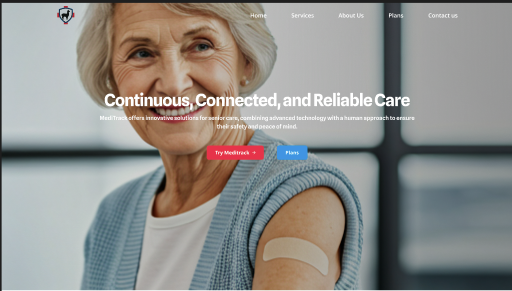 Home Services About Us Plans Contact us
Continuous, Connected, and Reliable Care
MediTrack offers innovative solutions for senior care, combining advanced technology with a human approach to ensure
their safety and peace of mind.
Try Meditrack →
Plans